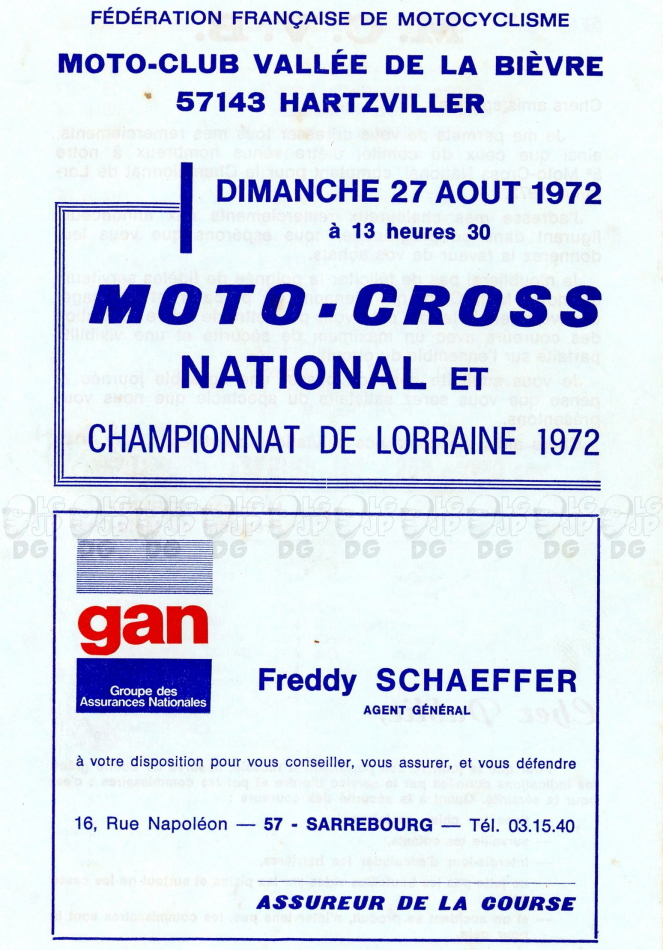 FÉDÉRATION FRANÇAISE DE MOTOCYCLISME
MOTO-CLUB VALLÉE DE LA BIÈVRE
57143 HARTZVILLER
DIMANCHE 27 AOUT 1972
à 13 heures 30
MOTO-CROSS
NATIONAL ET
CHAMPIONNAT DE LORRAINE 1972
gan
Groupe des
Assurances Nationales
Freddy SCHAEFFER
AGENT GÉNÉRAL
à votre disposition pour vous conseiller, vous assurer, et vous défendre
16, Rue Napoléon — 57 - SARREBOURG — Tél. 03.15.40
ASSUREUR DE LA COURSE